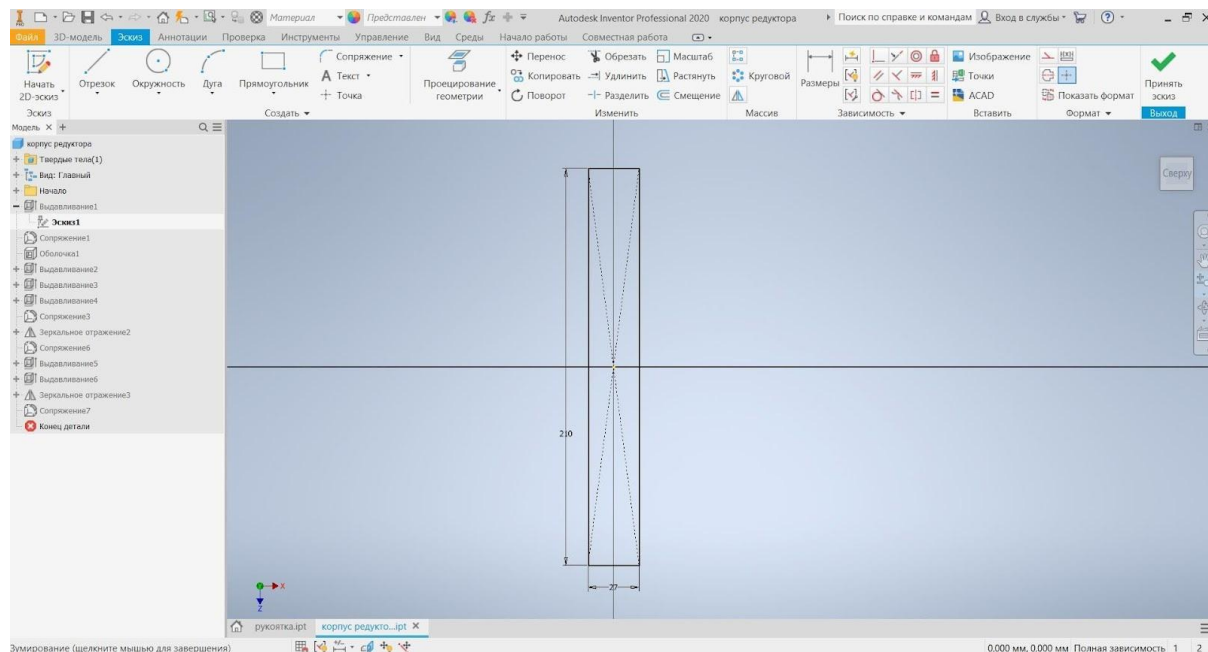 Материал
Представлен
Autodesk Inventor Professional 2020 корпус редуктора
Поиск по справке и командам
Вход в службы
Файл 3D-модель Эскиз Аннотации Проверка Инструменты Управление Вид Среды Начало работы Совместная работа
Начать 2D-эскиз
Отрезок
Окружность
Дуга
Прямоугольник
Сопряжение
Текст
Точка
Проецирование геометрии
Перенос
Копировать
Поворот
Обрезать
Удлинить
Разделить
Масштаб
Растянуть
Смещение
Круговой
Размеры
Изображение
Точки
ACAD
Показать формат
Принять эскиз
Эскиз
Создать
Изменить
Массив
Зависимость
Вставить
Формат
Выход
Модель
корпус редуктора
Твердые тела(1)
Вид: Главный
Начало
Выдавливание1
Эскиз1
Сопряжение1
Оболочка1
Выдавливание2
Выдавливание3
Выдавливание4
Сопряжение3
Зеркальное отражение2
Сопряжение6
Выдавливание5
Выдавливание6
Зеркальное отражение3
Сопряжение7
Конец детали
Сверху
210
27
X
Z
рукоятка.ipt
корпус редукто...ipt
Зумирование (щелкните мышью для завершения)
0.000 мм, 0.000 мм Полная зависимость 1 2